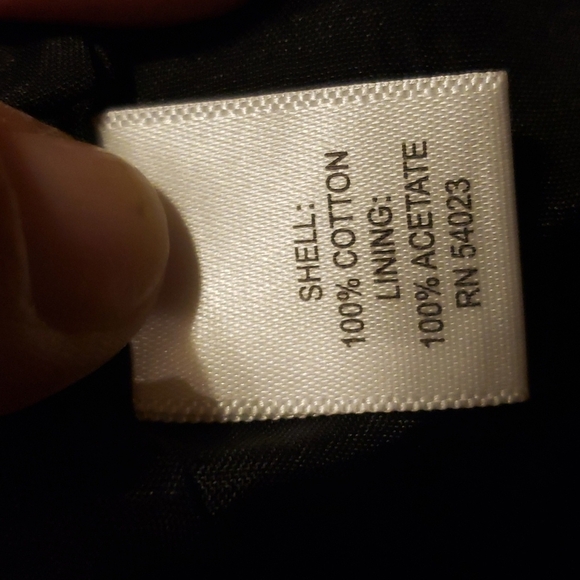 SHELL:
100% COTTON
LINING:
100% ACETATE
RN 54023